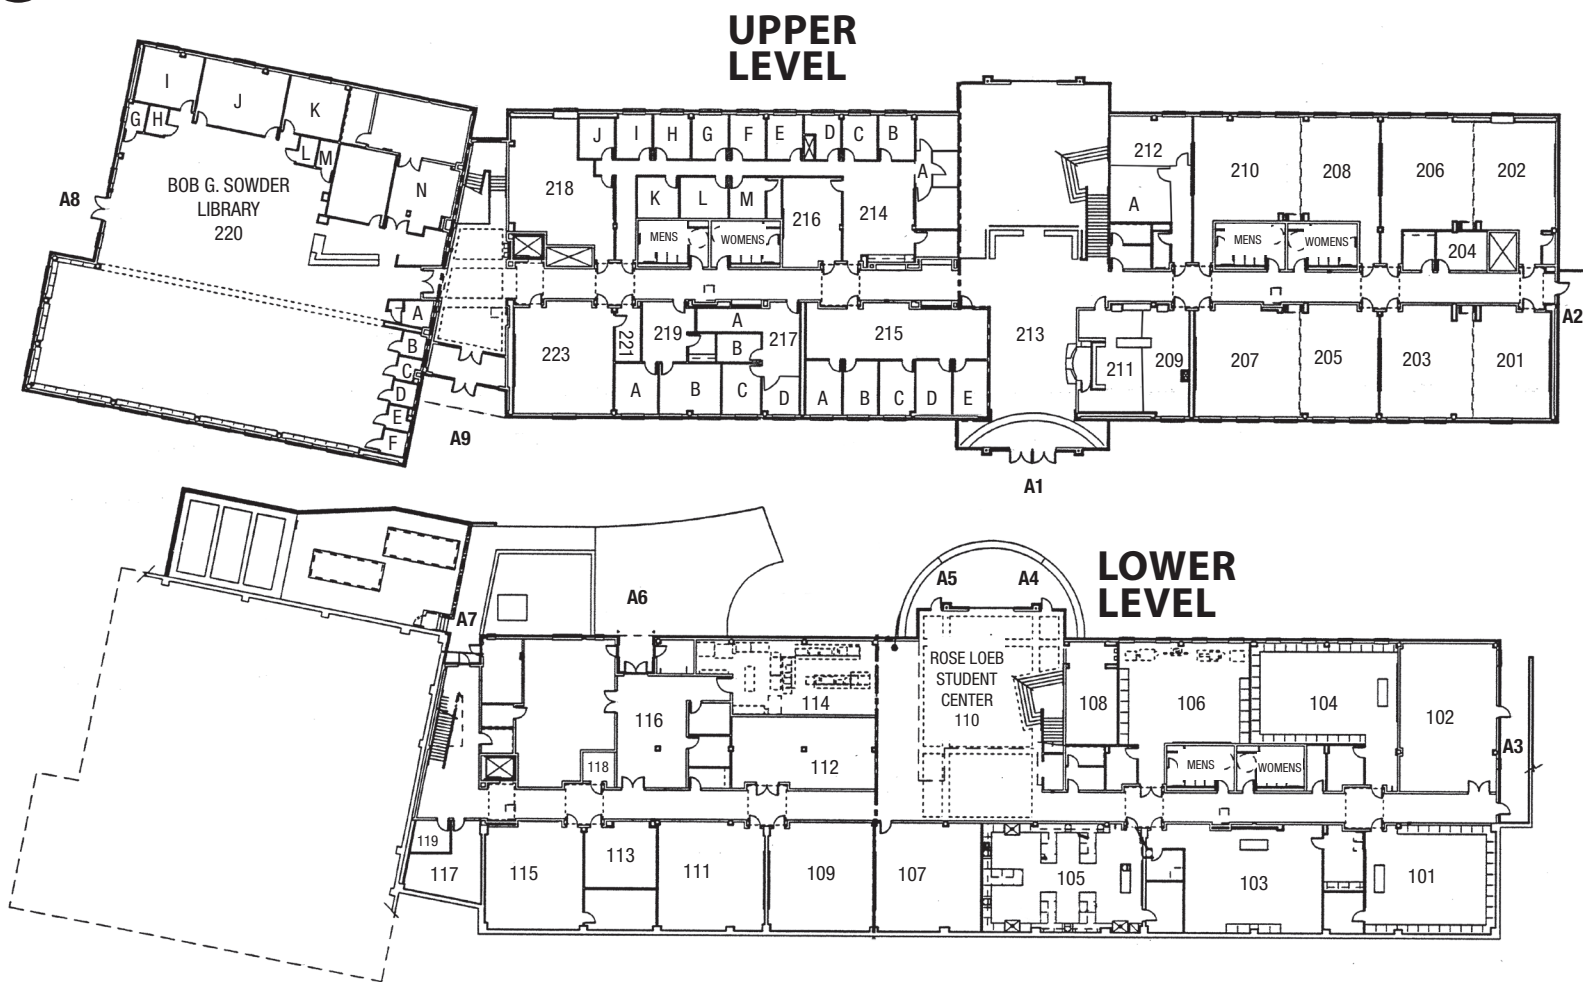 UPPER
LEVEL
I
J
K
G
H
L
M
N
BOB G. SOWDER
LIBRARY
220
A8
A
B
C
D
E
F
A9
218
J
I
H
G
F
E
D
C
B
A
K
L
M
216
214
MENS
WOMENS
223
221
219
A
B
217
A
B
C
D
215
A
B
C
D
E
213
A1
212
A
210
208
206
202
MENS
WOMENS
204
A2
211
209
207
205
203
201
LOWER
LEVEL
A7
A6
A5
A4
ROSE LOEB
STUDENT
CENTER
110
116
114
112
118
108
106
104
102
MENS
WOMENS
A3
119
117
115
113
111
109
107
105
103
101